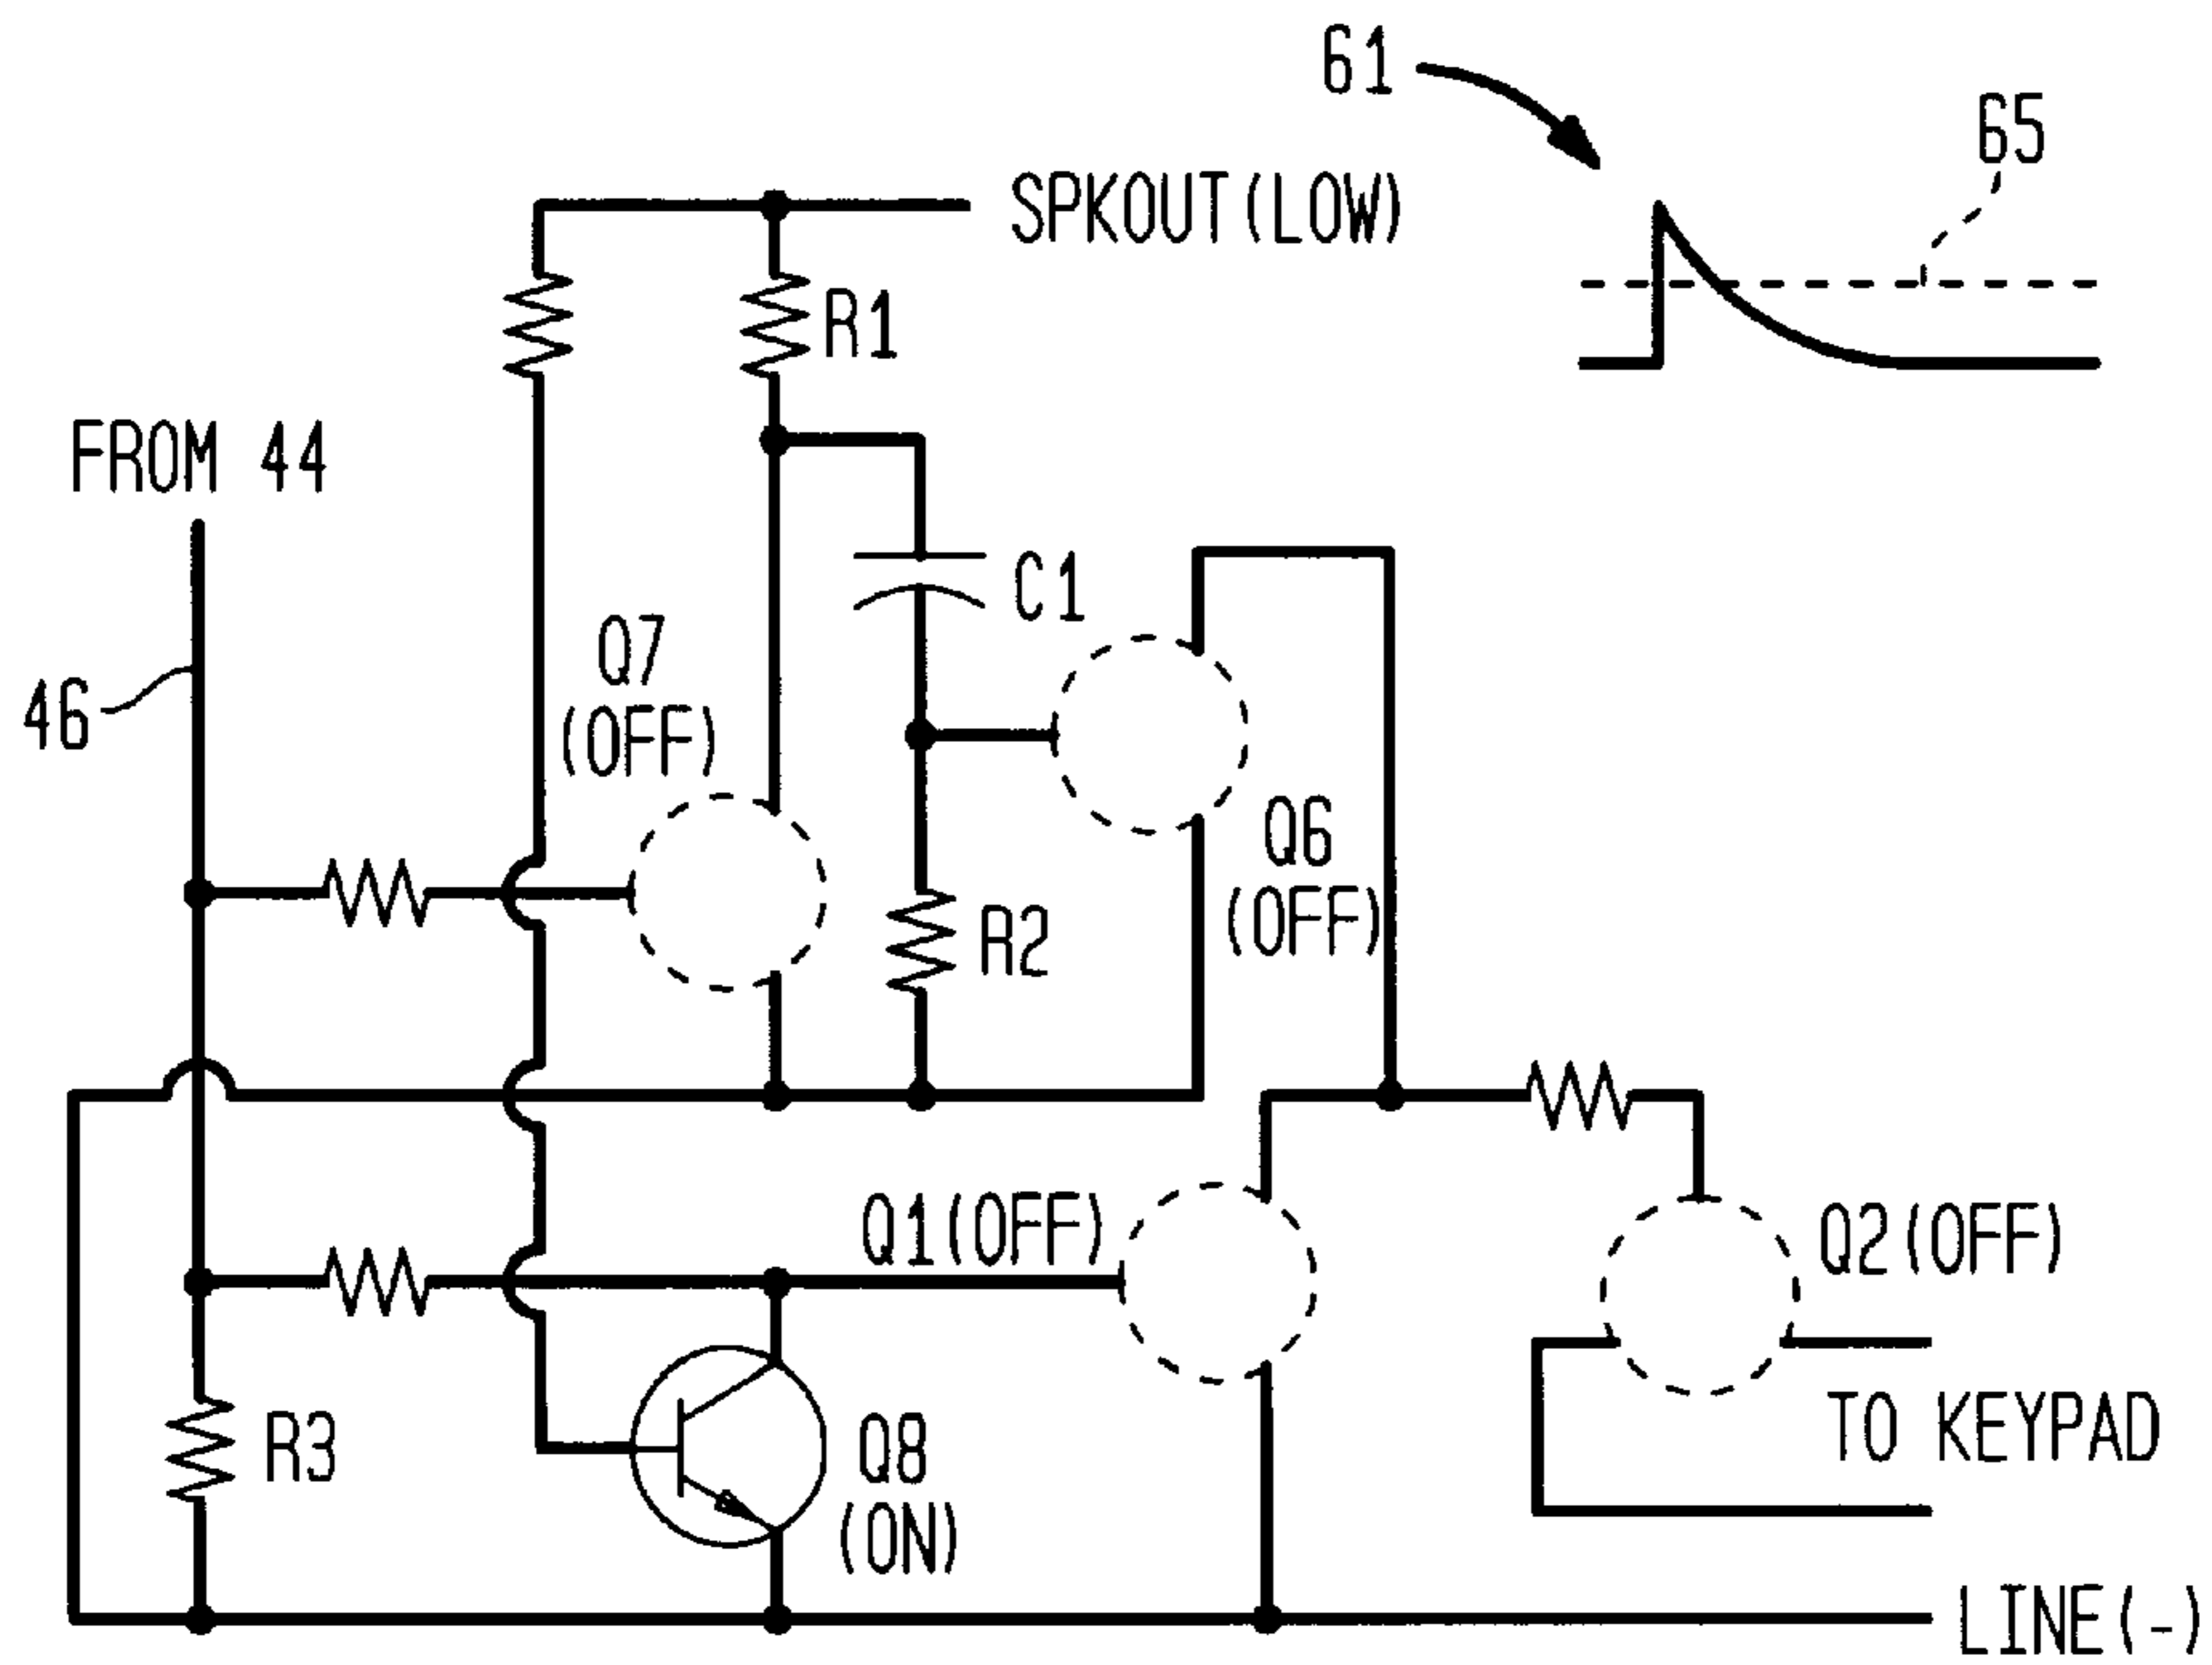 61
65
SPKOUT(LOW)
R1
FROM 44
C1
Q7
(OFF)
46
Q6
(OFF)
R2
Q1(OFF)
Q2(OFF)
TO KEYPAD
R3
Q8
(ON)
LINE(-)